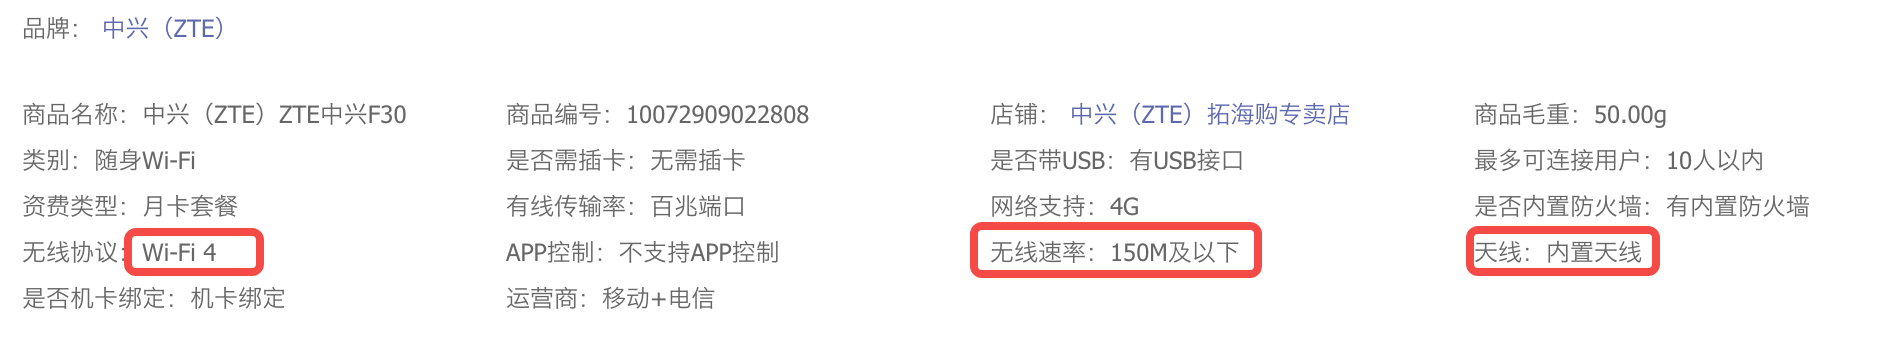 品牌： 中兴（ZTE）
商品名称：中兴（ZTE）ZTE中兴F30 商品编号：10072909022808 店铺： 中兴（ZTE）拓海购专卖店 商品毛重：50.00g
类别：随身Wi-Fi 是否需插卡：无需插卡 是否带USB：有USB接口 最多可连接用户：10人以内
资费类型：月卡套餐 有线传输率：百兆端口 网络支持：4G 是否内置防火墙：有内置防火墙
无线协议：Wi-Fi 4 APP控制：不支持APP控制 无线速率：150M及以下 天线：内置天线
是否机卡绑定：机卡绑定 运营商：移动+电信